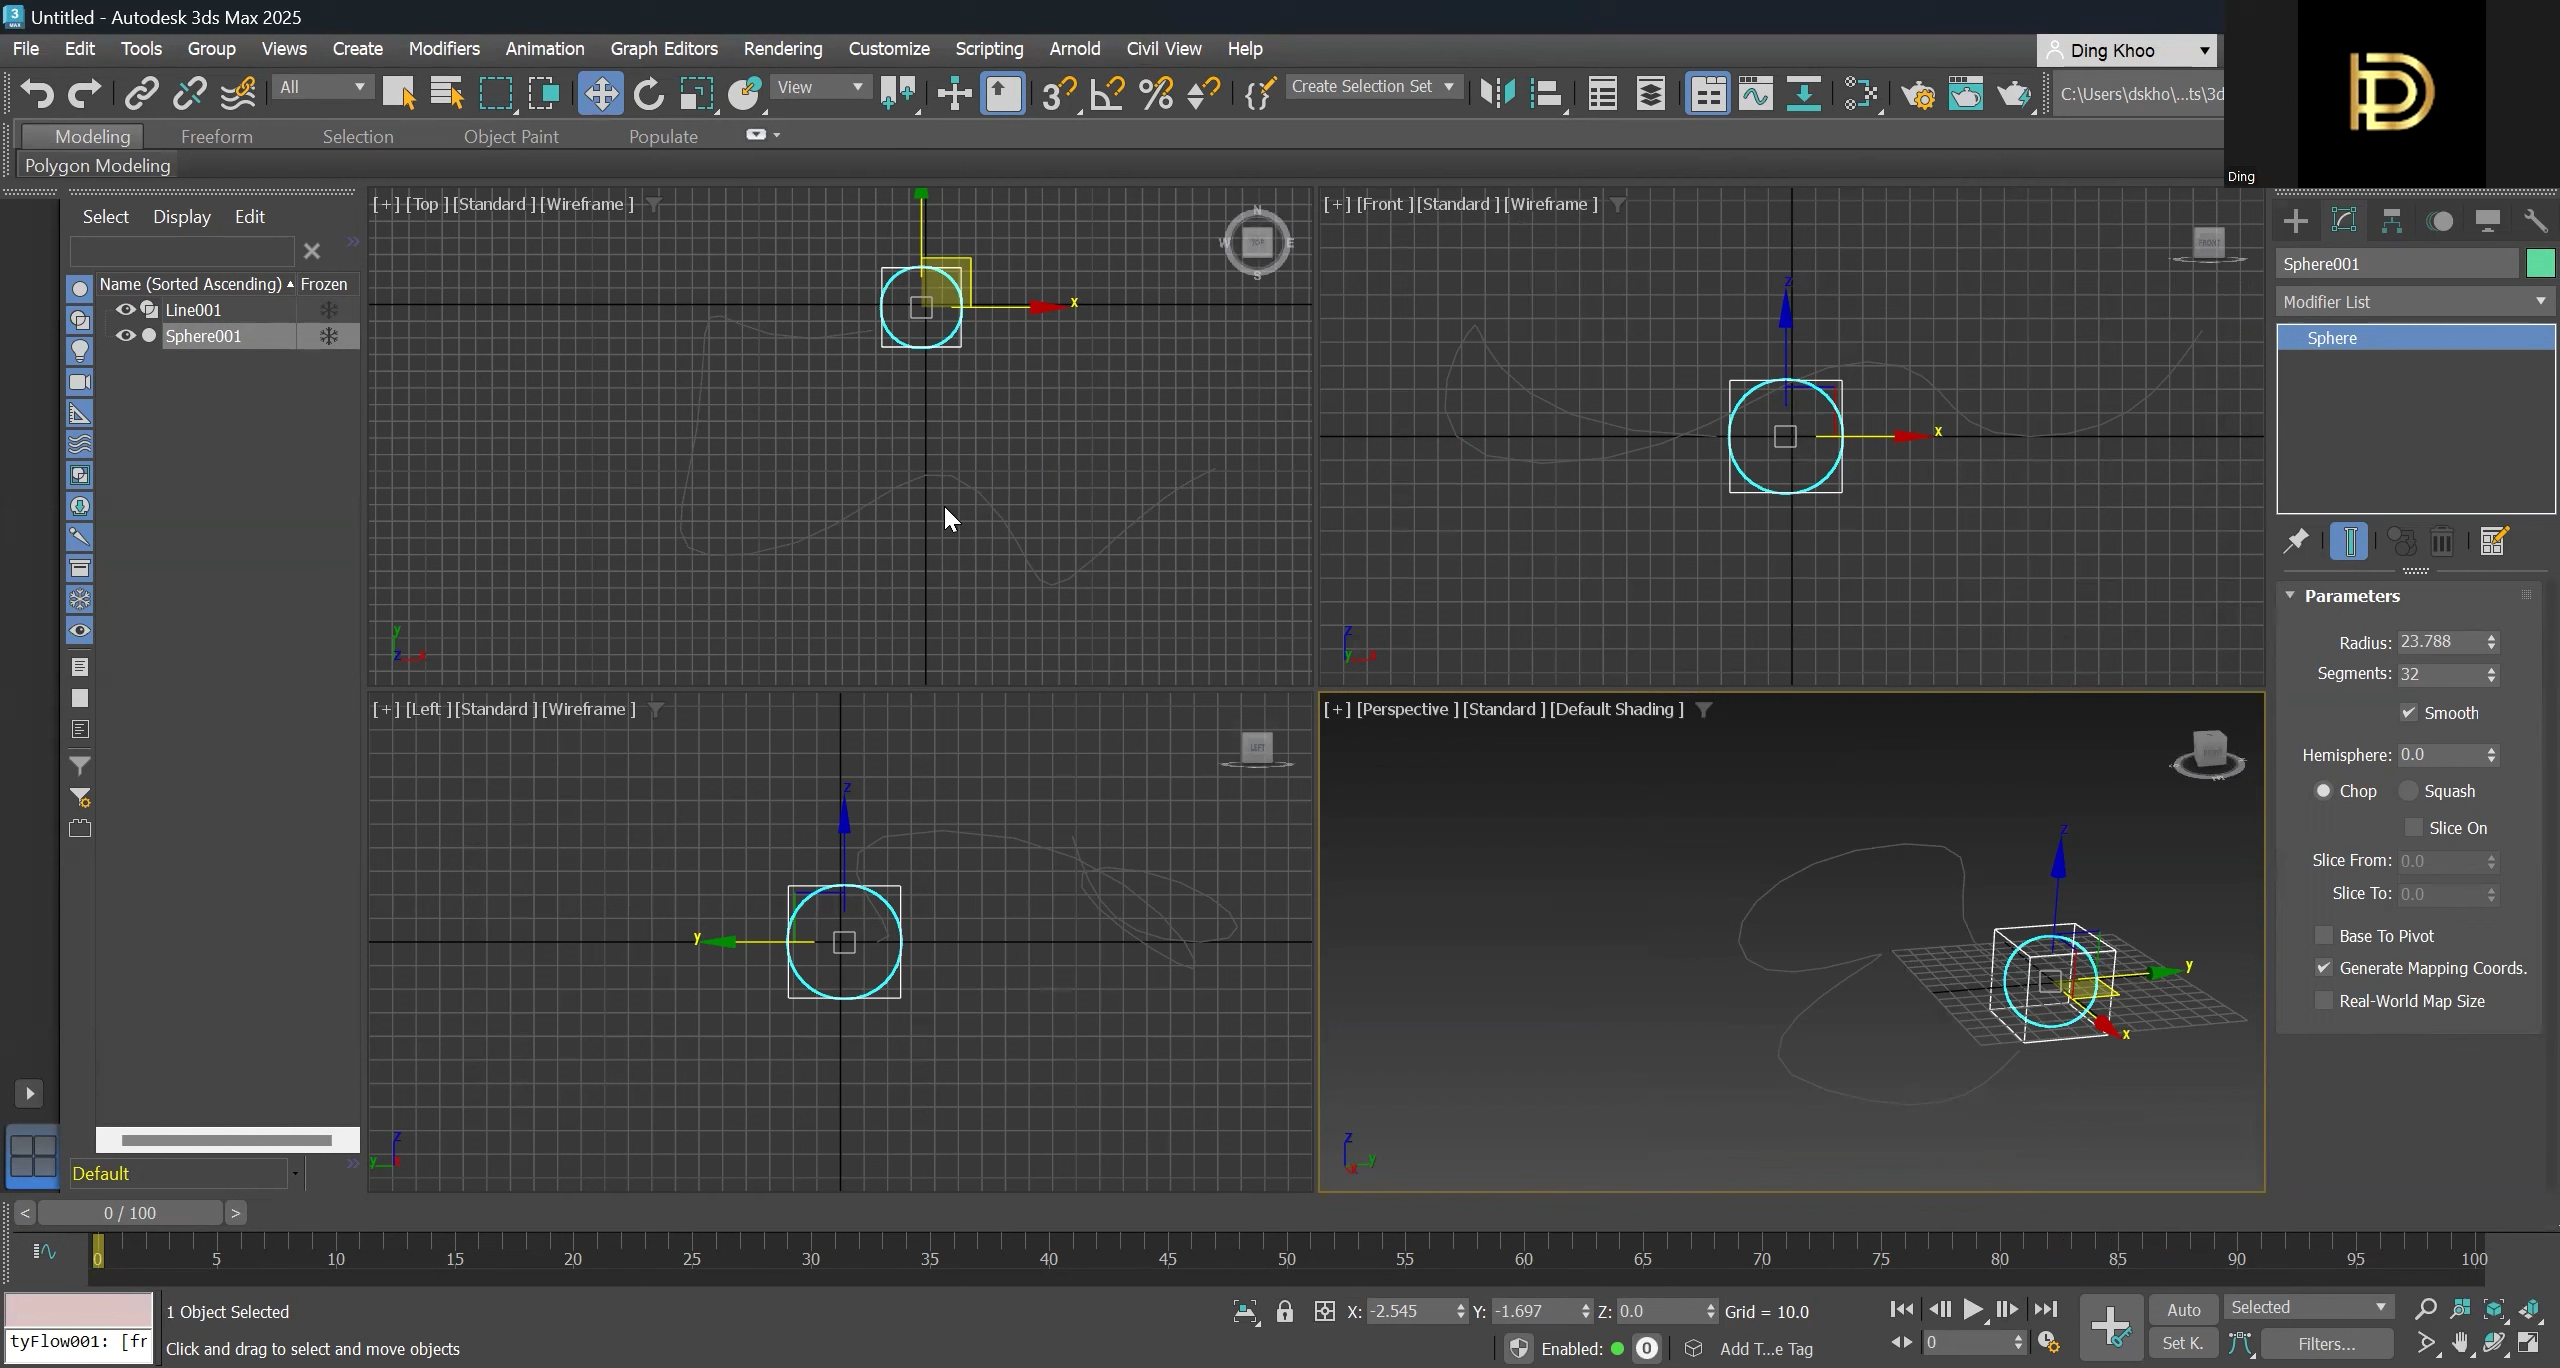 Untitled - Autodesk 3ds Max 2025
File Edit Tools Group Views Create Modifiers Animation Graph Editors Rendering Customize Scripting Arnold Civil View Help
Ding Khoo
All
View
Create Selection Set
C:\Users\dskho\...ts\3d
Modeling Freeform Selection Object Paint Populate
Polygon Modeling
Ding
Select Display Edit
Name (Sorted Ascending) Frozen
Line001
Sphere001
[+] [Top ] [Standard ] [Wireframe ]
N
W TOP E
S
x
y
z x
[+] [Front ] [Standard ] [Wireframe ]
FRONT
z
x
z
y x
[+] [Left ] [Standard ] [Wireframe ]
LEFT
z
y
z
y x
[+] [Perspective ] [Standard ] [Default Shading ]
z
y
x
z
x y
Sphere001
Modifier List
Sphere
Parameters
Radius: 23.788
Segments: 32
Smooth
Hemisphere: 0.0
Chop Squash
Slice On
Slice From: 0.0
Slice To: 0.0
Base To Pivot
Generate Mapping Coords.
Real-World Map Size
Default
< 0 / 100 >
0 5 10 15 20 25 30 35 40 45 50 55 60 65 70 75 80 85 90 95 100
tyFlow001: [fr
1 Object Selected
Click and drag to select and move objects
X: -2.545 Y: -1.697 Z: 0.0 Grid = 10.0
Enabled: 0 Add T...e Tag
0
Auto Selected
Set K. Filters...